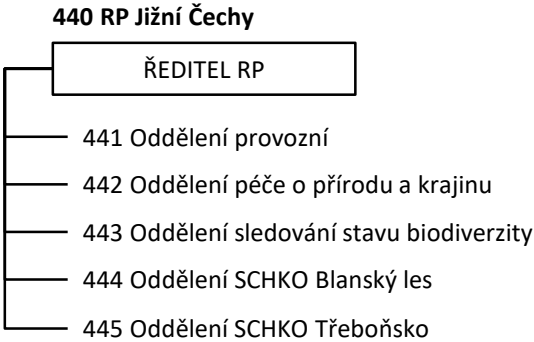 440 RP Jižní Čechy
ŘEDITEL RP
441 Oddělení provozní
442 Oddělení péče o přírodu a krajinu
443 Oddělení sledování stavu biodiverzity
444 Oddělení SCHKO Blanský les
445 Oddělení SCHKO Třeboňsko